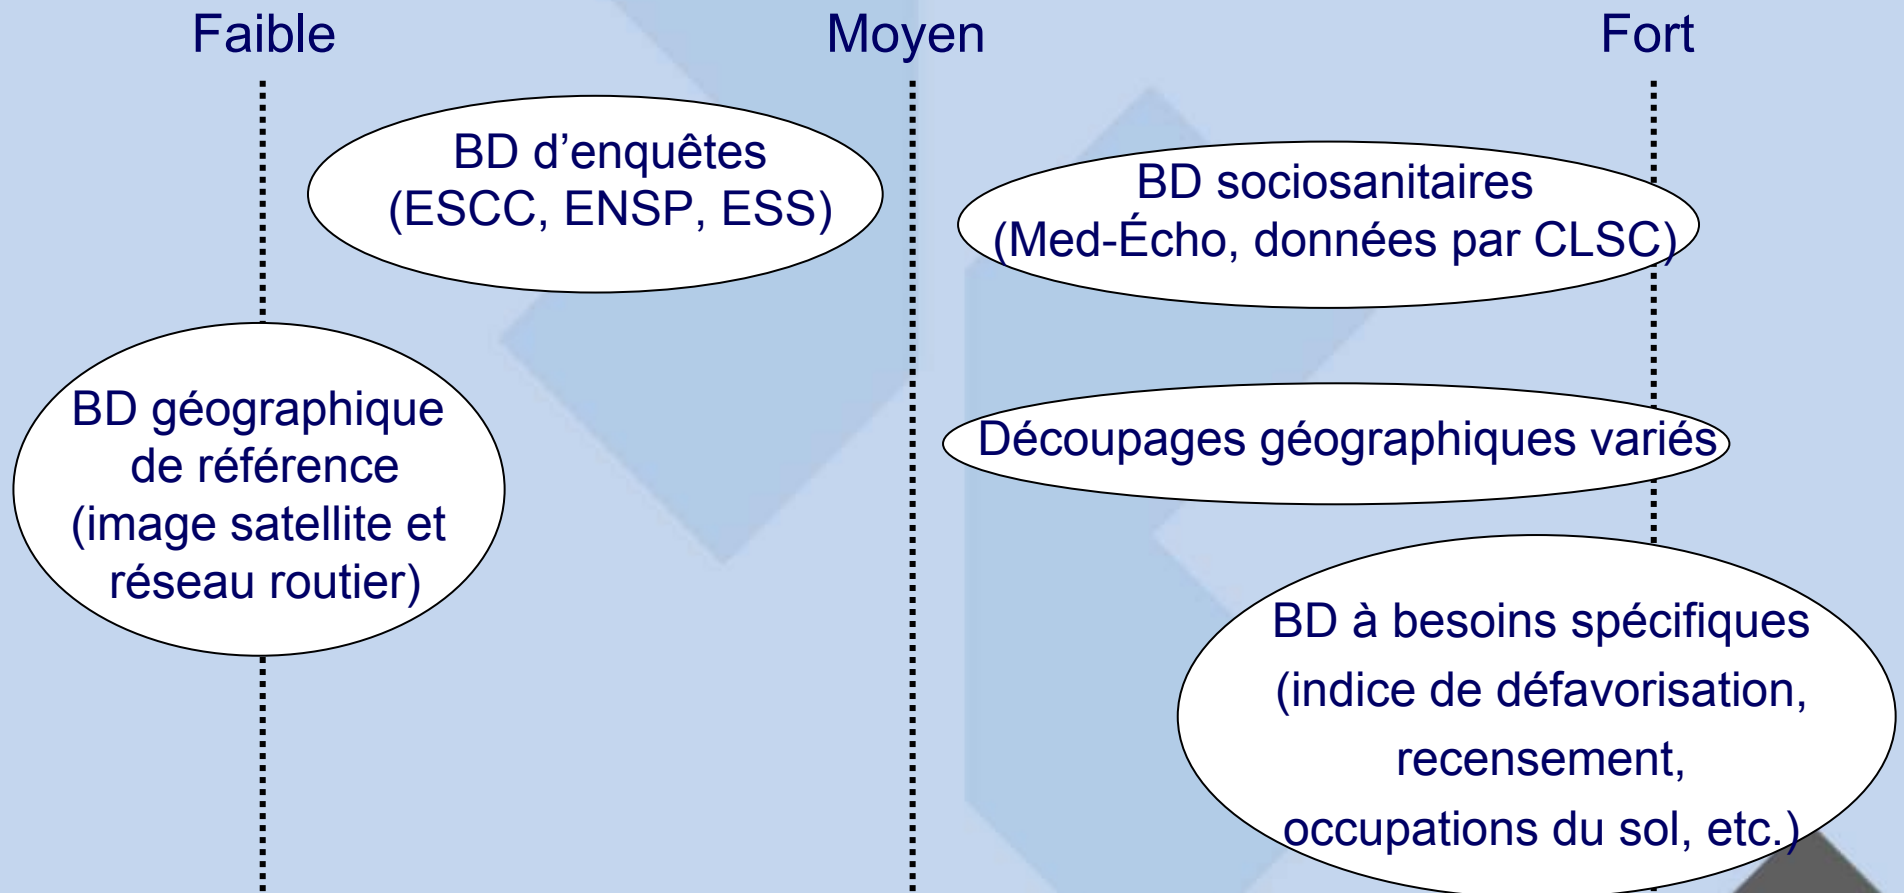 Faible
Moyen
Fort
BD d’enquêtes
(ESCC, ENSP, ESS)
BD sociosanitaires
(Med-Écho, données par CLSC)
BD géographique
de référence
(image satellite et
réseau routier)
Découpages géographiques variés
BD à besoins spécifiques
(indice de défavorisation,
recensement,
occupations du sol, etc.)